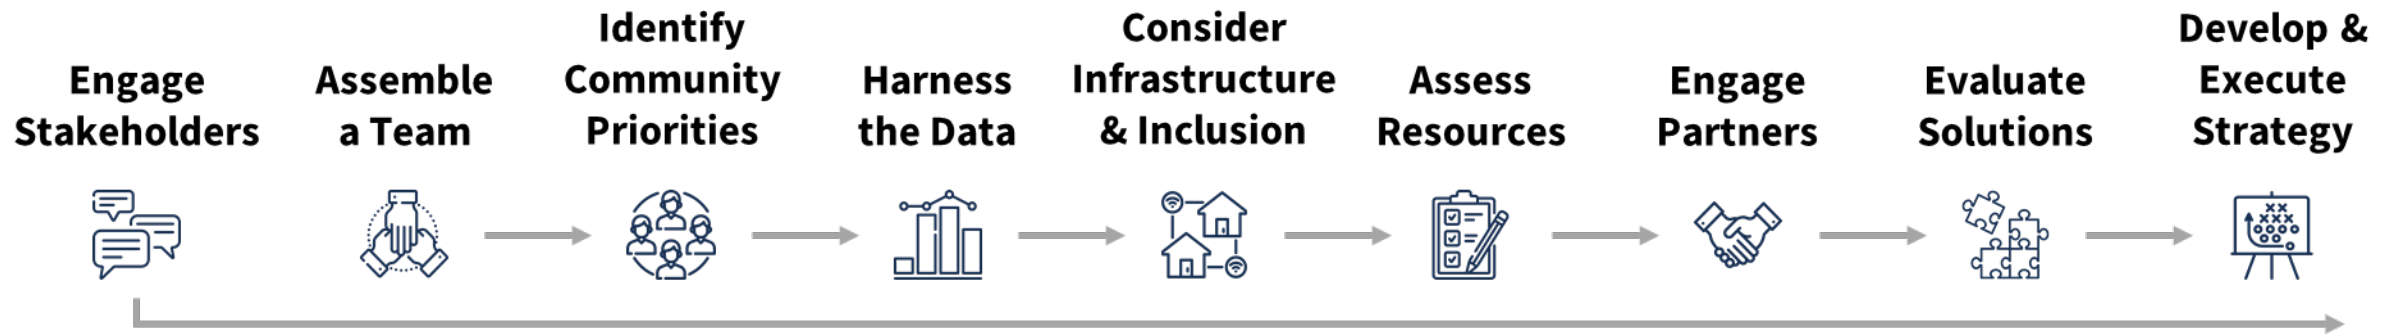 Engage
Stakeholders
Assemble
a Team
Identify
Community
Priorities
Harness
the Data
Consider
Infrastructure
& Inclusion
Assess
Resources
Engage
Partners
Evaluate
Solutions
Develop &
Execute
Strategy